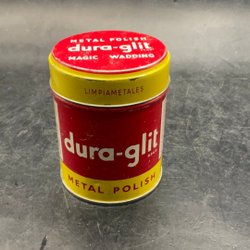 METAL POLISH
dura-glit
MAGIC WADDING
LIMPIAMETALES
dura-glit
METAL POLISH